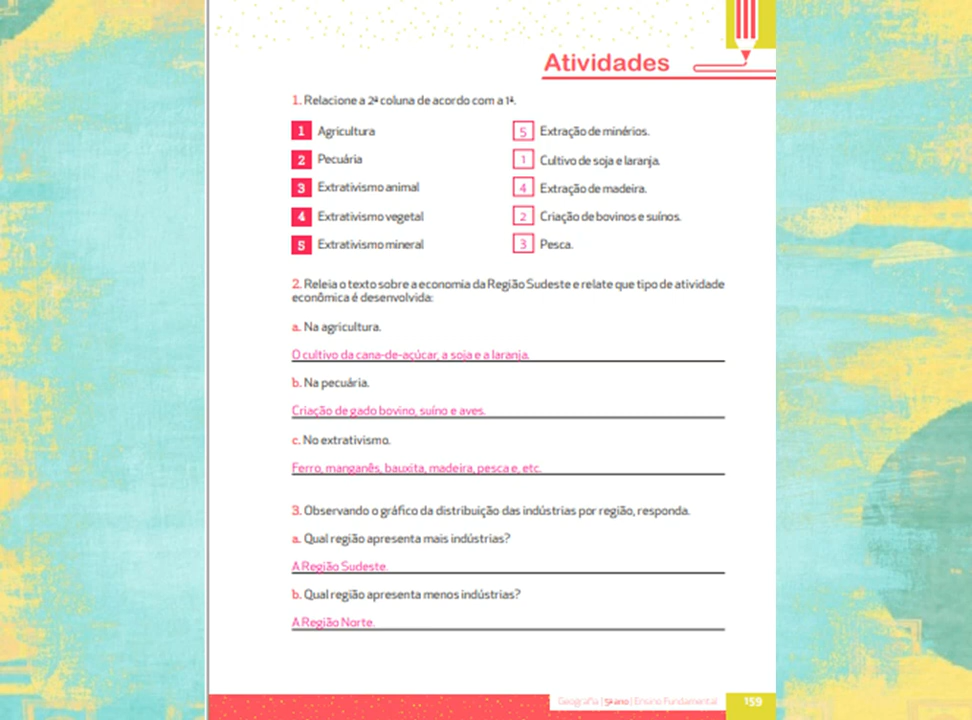 Atividades
1. Relacione a 2ª coluna de acordo com a 1ª.
1 Agricultura
5 Extração de minérios.
2 Pecuária
1 Cultivo de soja e laranja.
3 Extrativismo animal
4 Extração de madeira.
4 Extrativismo vegetal
2 Criação de bovinos e suínos.
5 Extrativismo mineral
3 Pesca.
2. Releia o texto sobre a economia da Região Sudeste e relate que tipo de atividade
econômica é desenvolvida:
a. Na agricultura.
O cultivo da cana-de-açúcar, a soja e a laranja.
b. Na pecuária.
Criação de gado bovino, suíno e aves.
c. No extrativismo.
Ferro, manganês, bauxita, madeira, pesca e, etc.
3. Observando o gráfico da distribuição das indústrias por região, responda.
a. Qual região apresenta mais indústrias?
A Região Sudeste.
b. Qual região apresenta menos indústrias?
A Região Norte.
Geografia | 5º ano | Ensino Fundamental 159